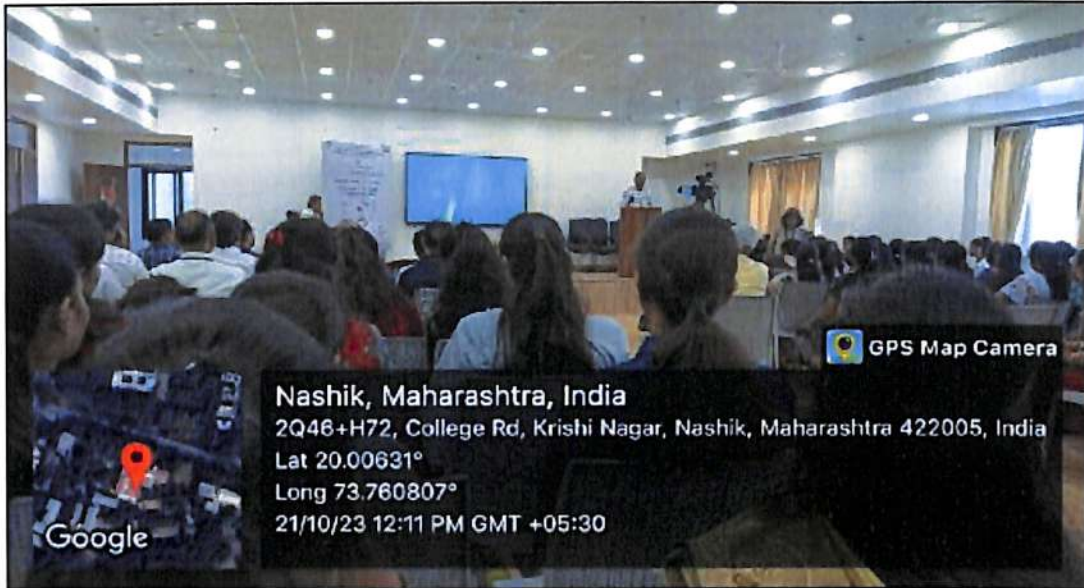 GPS Map Camera
Nashik, Maharashtra, India
2Q46+H72, College Rd, Krishi Nagar, Nashik, Maharashtra 422005, India
Lat 20.00631°
Long 73.760807°
21/10/23 12:11 PM GMT +05:30
Google